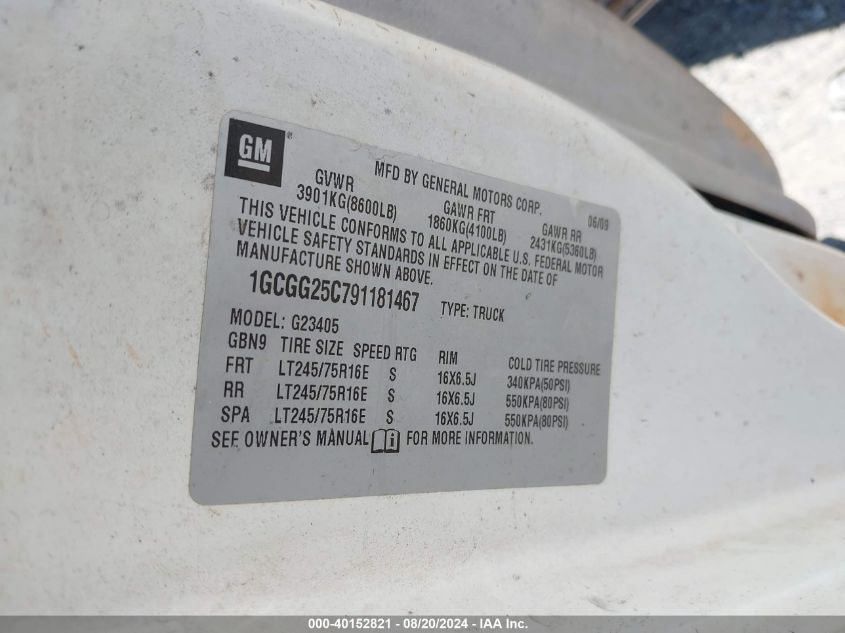 GM ®
MFD BY GENERAL MOTORS CORP. 06/09
GVWR GAWR FRT GAWR RR
3901KG(8600LB) 1860KG(4100LB) 2431KG(5360LB)
THIS VEHICLE CONFORMS TO ALL APPLICABLE U.S. FEDERAL MOTOR
VEHICLE SAFETY STANDARDS IN EFFECT ON THE DATE OF
MANUFACTURE SHOWN ABOVE.
1GCGG25C791181467 TYPE: TRUCK
MODEL: G23405
GBN9 TIRE SIZE SPEED RTG RIM COLD TIRE PRESSURE
FRT LT245/75R16E S 16X6.5J 340KPA(50PSI)
RR LT245/75R16E S 16X6.5J 550KPA(80PSI)
SPA LT245/75R16E S 16X6.5J 550KPA(80PSI)
SEE OWNER'S MANUAL FOR MORE INFORMATION.
000-40152821 - 08/20/2024 - IAA Inc.